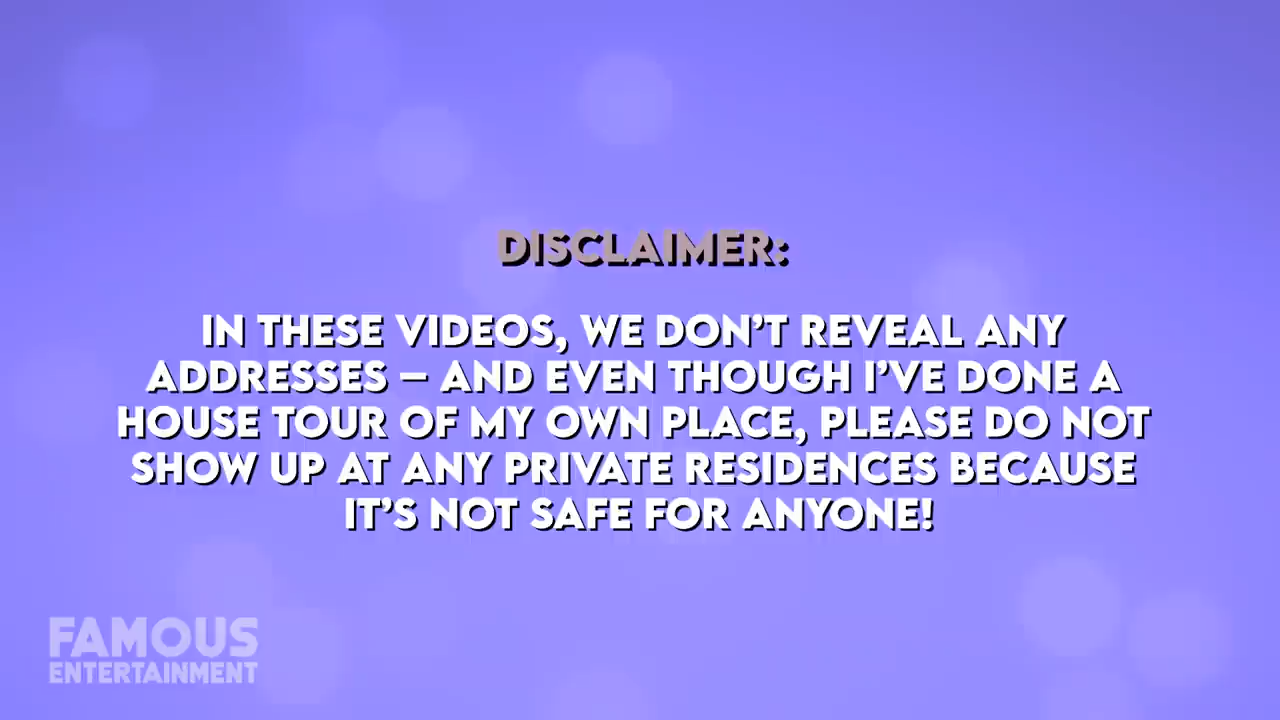 DISCLAIMER:
IN THESE VIDEOS, WE DON'T REVEAL ANY
ADDRESSES – AND EVEN THOUGH I'VE DONE A
HOUSE TOUR OF MY OWN PLACE, PLEASE DO NOT
SHOW UP AT ANY PRIVATE RESIDENCES BECAUSE
IT'S NOT SAFE FOR ANYONE!
FAMOUS
ENTERTAINMENT